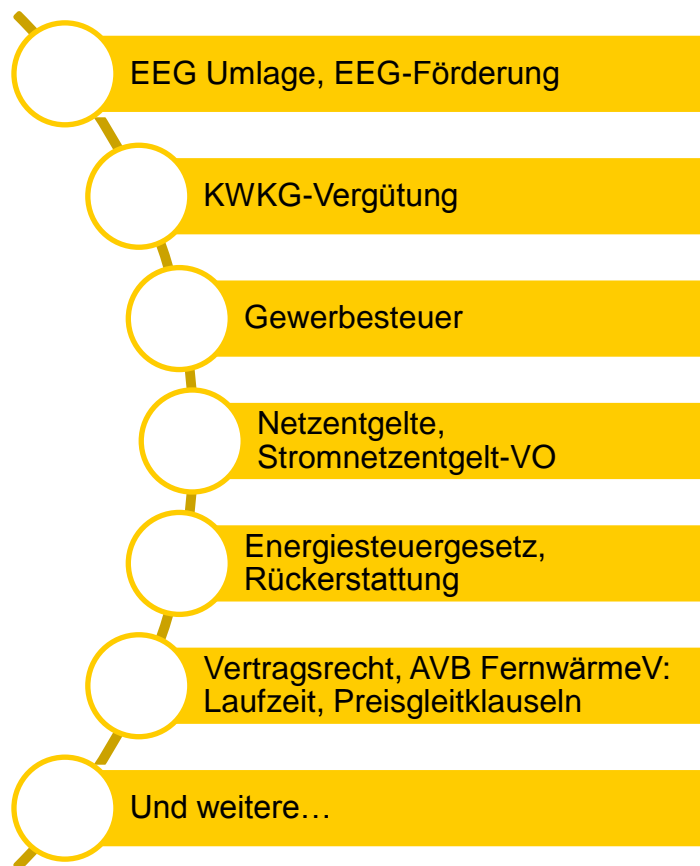 EEG Umlage, EEG-Förderung
KWKG-Vergütung
Gewerbesteuer
Netzentgelte,
Stromnetzentgelt-VO
Energiesteuergesetz,
Rückerstattung
Vertragsrecht, AVB FernwärmeV:
Laufzeit, Preisgleitklauseln
Und weitere…